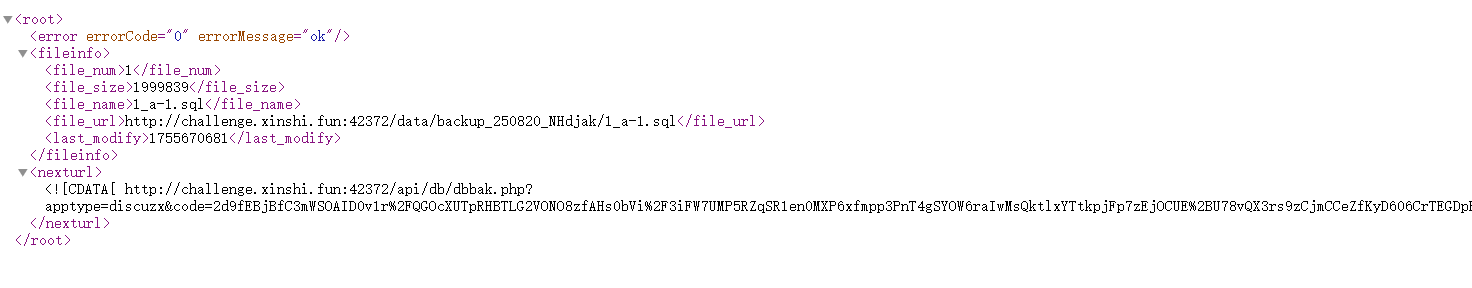 ▼<root>
<error errorCode="0" errorMessage="ok"/>
▼<fileinfo>
<file_num>1</file_num>
<file_size>1999839</file_size>
<file_name>1_a-1.sql</file_name>
<file_url>http://challenge.xinshi.fun:42372/data/backup_250820_NHdjak/1_a-1.sql</file_url>
<last_modify>1755670681</last_modify>
</fileinfo>
▼<nexturl>
<![CDATA[ http://challenge.xinshi.fun:42372/api/db/dbbak.php?
apptype=discuzx&code=2d9fEBjBfC3mWSOAID0v1r%2FQGOcXUTpRHBTLG2VONO8zfAHs0bVi%2F3iFW7UMP5RZqSR1en0MXP6xfmpp3PnT4gSYOW6raIwMsQktlxYTtkpjFp7zEjOCUE%2BU78vQX3rs9zCjmCCeZfKyD606CrTEGDpH
</nexturl>
</root>